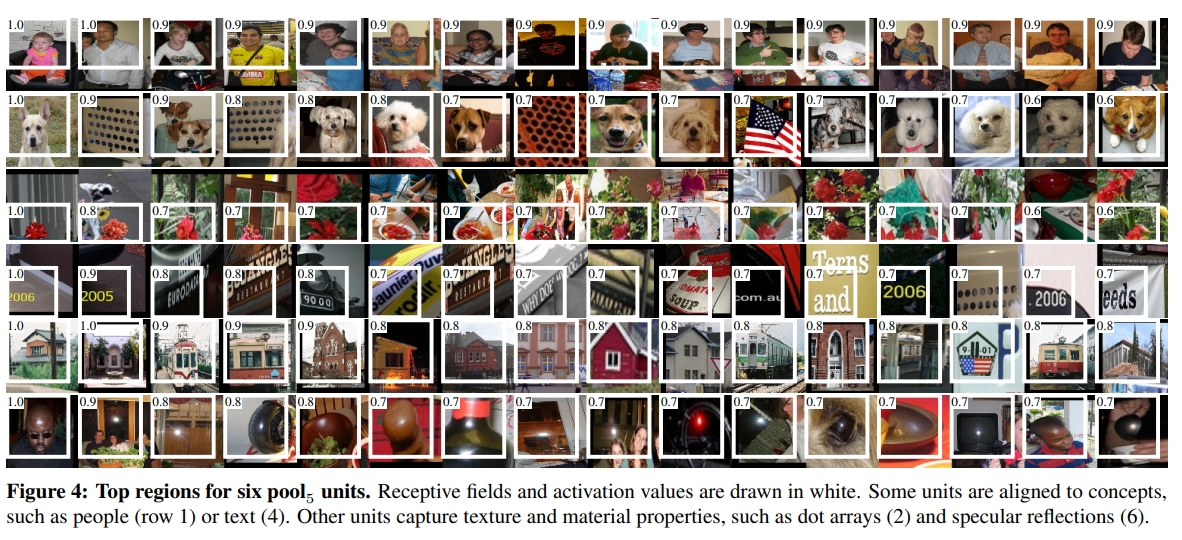 1.0 0.9 0.9 0.9 0.9 0.9 0.9 0.9 0.9 0.9 0.9 0.9 0.9 0.9 0.9 0.9
1.0 0.9 0.9 0.8 0.8 0.8 0.7 0.7 0.7 0.7 0.7 0.7 0.7 0.7 0.6 0.6
1.0 0.8 0.7 0.7 0.7 0.7 0.7 0.7 0.7 0.7 0.7 0.7 0.7 0.7 0.6 0.6
1.0 0.9 0.8 0.8 0.8 0.7 0.7 0.7 0.7 0.7 0.7 0.7 0.7 0.7 0.7 0.7
2006 2005 9000 TOMATO SOUP com.au Terns and 2006 2006 eeds
RESTAURA RESTAURA WHY DOE
1.0 1.0 0.9 0.9 0.9 0.8 0.8 0.8 0.8 0.8 0.8 0.8 0.8 0.8 0.8 0.8
9-11-01
1.0 0.9 0.8 0.8 0.8 0.7 0.7 0.7 0.7 0.7 0.7 0.7 0.7 0.7 0.7 0.7
Figure 4: Top regions for six pool₅ units. Receptive fields and activation values are drawn in white. Some units are aligned to concepts,
such as people (row 1) or text (4). Other units capture texture and material properties, such as dot arrays (2) and specular reflections (6).